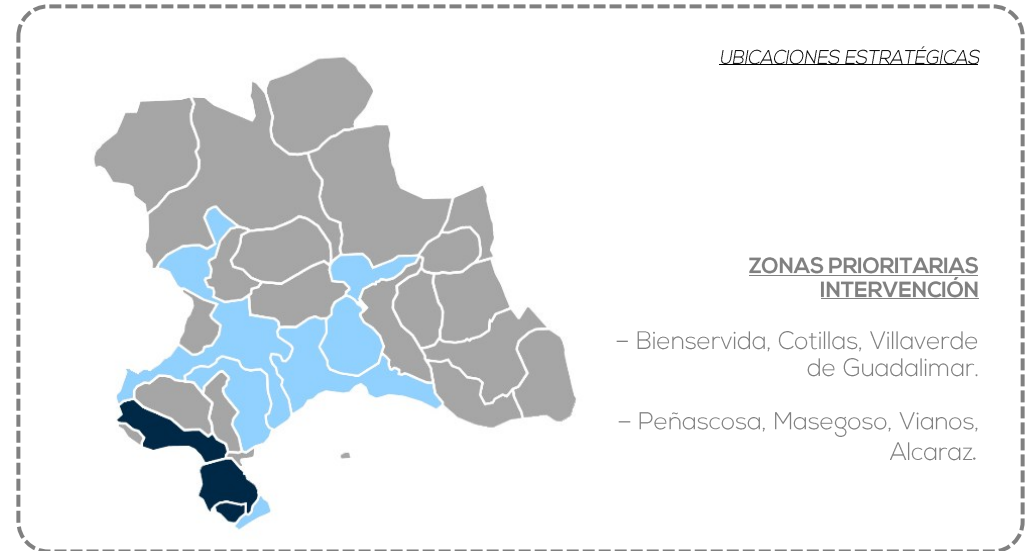 UBICACIONES ESTRATÉGICAS
ZONAS PRIORITARIAS
INTERVENCIÓN
– Bienservida, Cotillas, Villaverde
de Guadalimar.
– Peñascosa, Masegoso, Vianos,
Alcaraz.